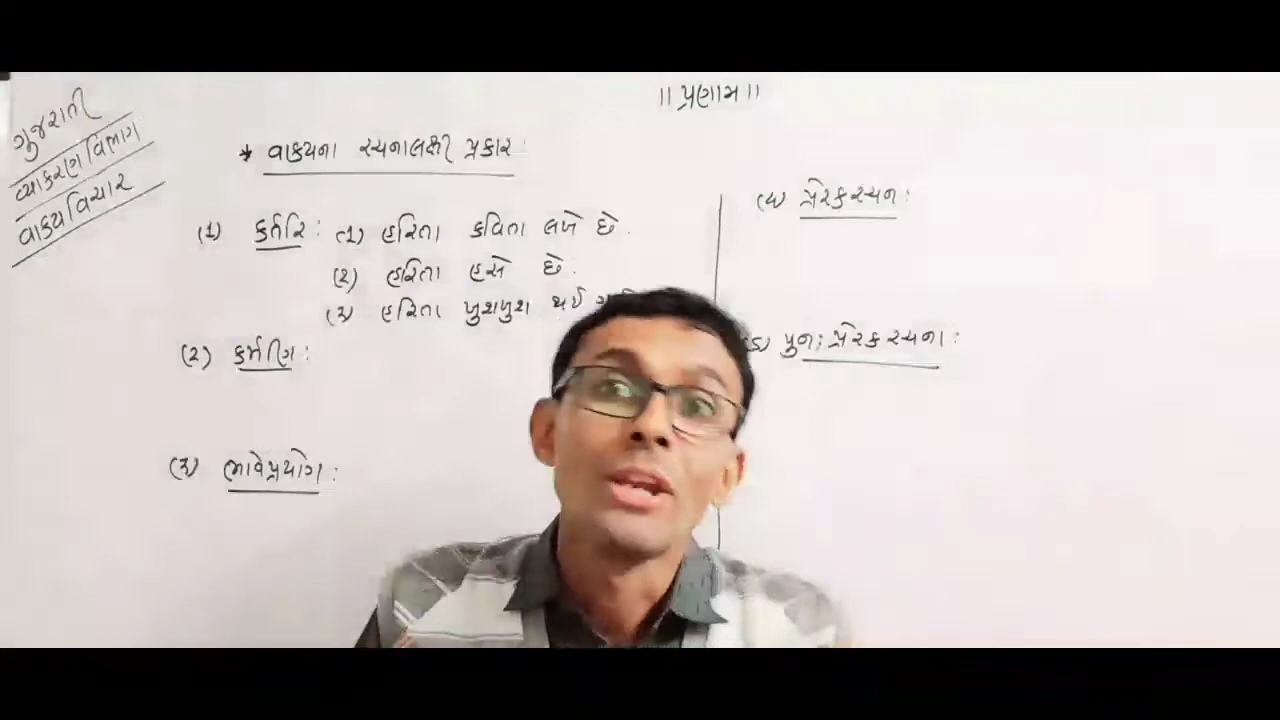 ॥ પ્રણામ ॥
ગુજરાતી
વ્યાકરણ વિભાગ
વાક્ય વિચાર
* વાક્યના રચનાલક્ષી પ્રકાર:
(૧) કર્તરિ: (૧) હરિતા કવિતા લખે છે.
(૨) હરિતા હસે છે.
(૩) હરિતા ખુશખુશ થઈ
(૨) કર્મણિ:
(૩) ભાવેપ્રયોગ:
(૪) પ્રેરકરચન:
પુન: પ્રેરક રચના: